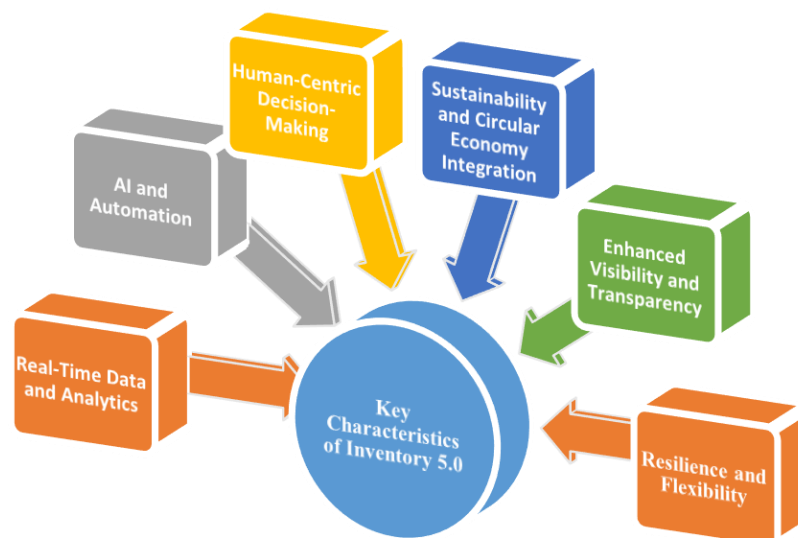 Human-Centric
Decision-
Making
Sustainability
and Circular
Economy
Integration
AI and
Automation
Enhanced
Visibility and
Transparency
Real-Time Data
and Analytics
Key
Characteristics
of Inventory 5.0
Resilience and
Flexibility